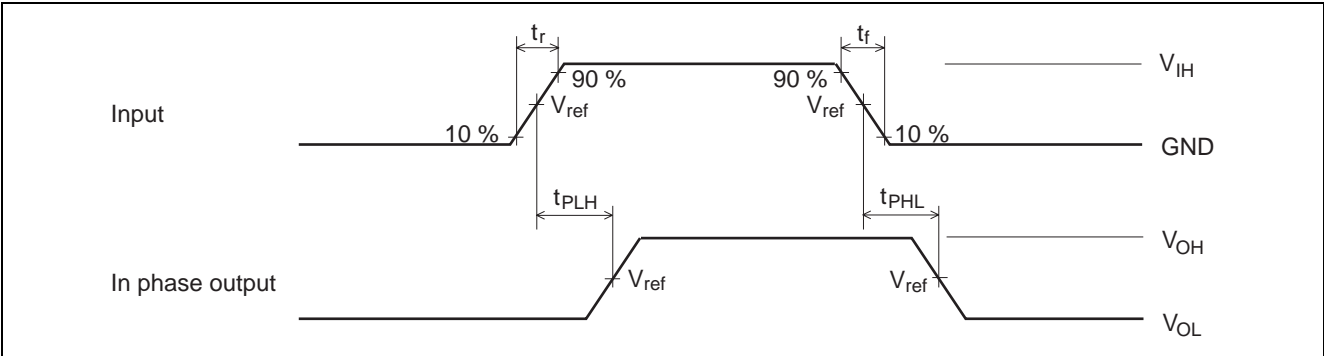 tr
tf
VIH
90 %
90 %
Input
Vref
Vref
10 %
10 %
GND
tPLH
tPHL
VOH
In phase output
Vref
Vref
VOL